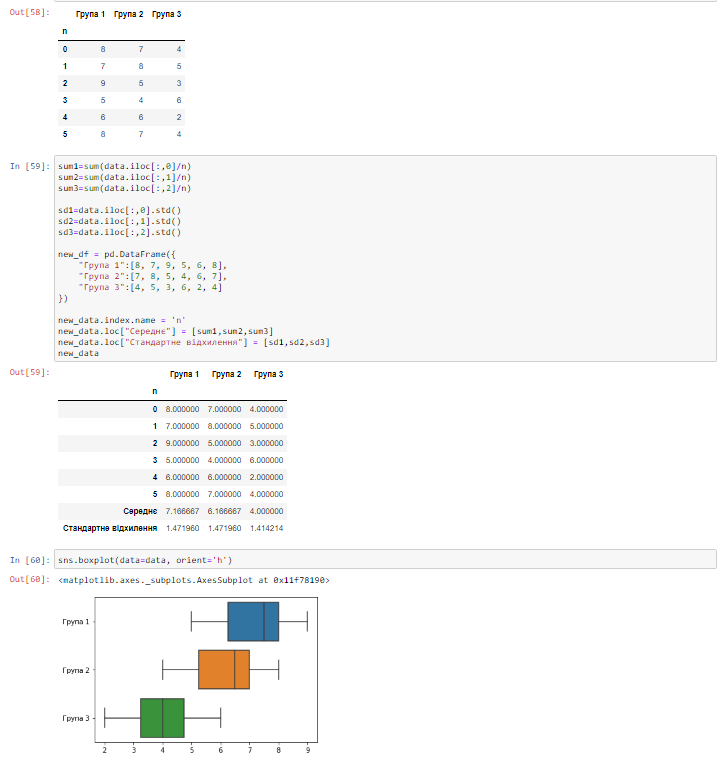 Out[58]:
Група 1 Група 2 Група 3
n
0 8 7 4
1 7 8 5
2 9 5 3
3 5 4 6
4 6 6 2
5 8 7 4
In [59]: sum1=sum(data.iloc[:,0]/n)
sum2=sum(data.iloc[:,1]/n)
sum3=sum(data.iloc[:,2]/n)
sd1=data.iloc[:,0].std()
sd2=data.iloc[:,1].std()
sd3=data.iloc[:,2].std()
new_df = pd.DataFrame({
"Група 1":[8, 7, 9, 5, 6, 8],
"Група 2":[7, 8, 5, 4, 6, 7],
"Група 3":[4, 5, 3, 6, 2, 4]
})
new_data.index.name = 'n'
new_data.loc["Середнє"] = [sum1,sum2,sum3]
new_data.loc["Стандартне відхилення"] = [sd1,sd2,sd3]
new_data
Out[59]:
Група 1 Група 2 Група 3
n
0 8.000000 7.000000 4.000000
1 7.000000 8.000000 5.000000
2 9.000000 5.000000 3.000000
3 5.000000 4.000000 6.000000
4 6.000000 6.000000 2.000000
5 8.000000 7.000000 4.000000
Середнє 7.166667 6.166667 4.000000
Стандартне відхилення 1.471960 1.471960 1.414214
In [60]: sns.boxplot(data=data, orient='h')
Out[60]: <matplotlib.axes._subplots.AxesSubplot at 0x11f78190>
Група 1
Група 2
Група 3
2 3 4 5 6 7 8 9